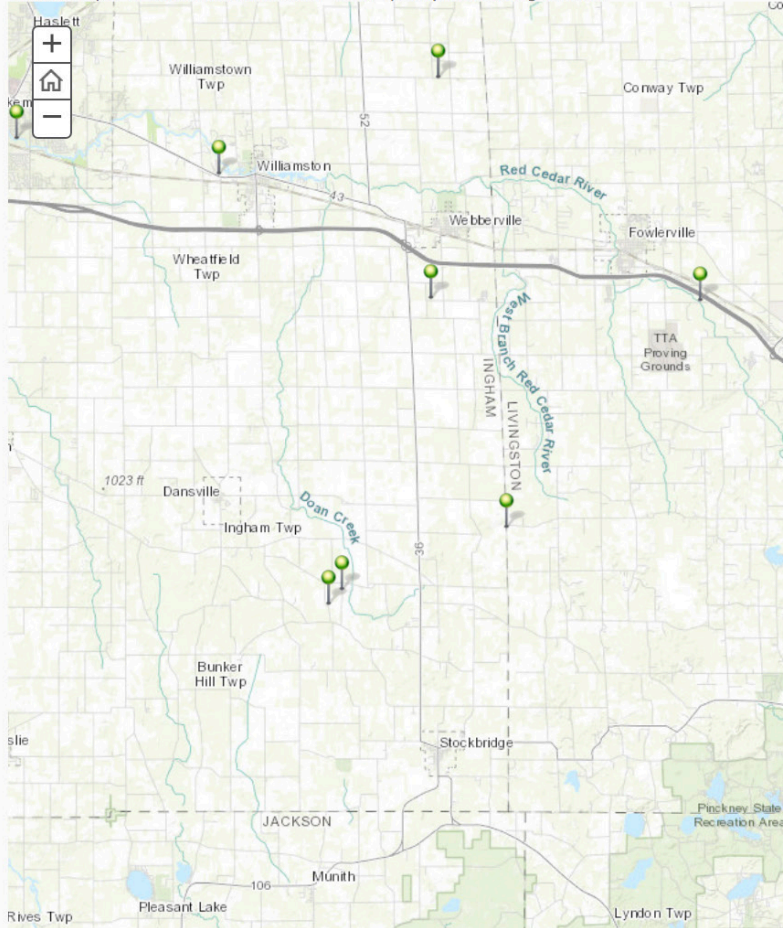 Haslett
+
−
Williamstown
Twp
Conway Twp
52
Williamston
Red Cedar River
43
Webberville
Fowlerville
Wheatfield
Twp
West Branch Red Cedar River
TTA
Proving
Grounds
INGHAM
LIVINGSTON
1023 ft
Dansville
Doan Creek
Ingham Twp
36
Bunker
Hill Twp
slie
Stockbridge
Pinckney State
Recreation Area
JACKSON
Munith
106
Pleasant Lake
Rives Twp
Lyndon Twp